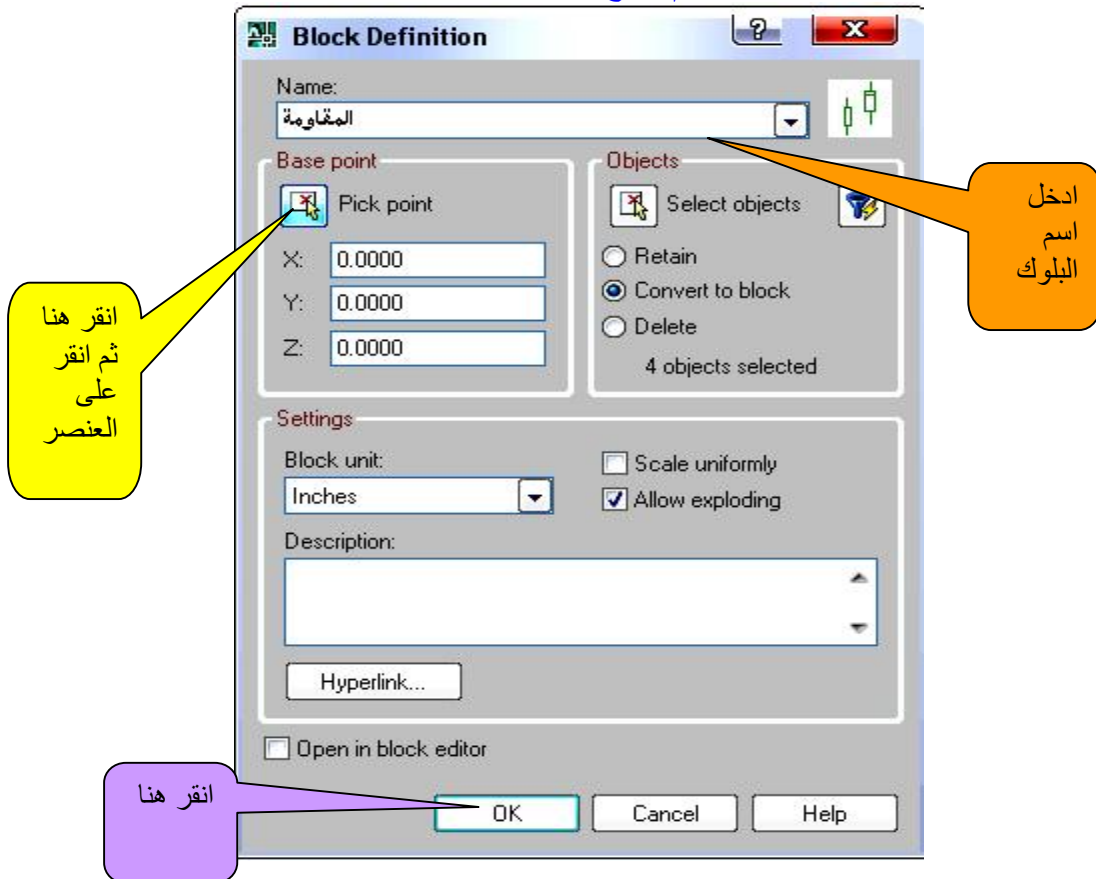 Block Definition
Name:
المقاومة
Base point
Pick point
X: 0.0000
Y: 0.0000
Z: 0.0000
Objects
Select objects
Retain
Convert to block
Delete
4 objects selected
ادخل
اسم
البلوك
انقر هنا
ثم انقر
على
العنصر
Settings
Block unit:
Inches
Scale uniformly
Allow exploding
Description:
Hyperlink...
Open in block editor
انقر هنا
OK
Cancel
Help